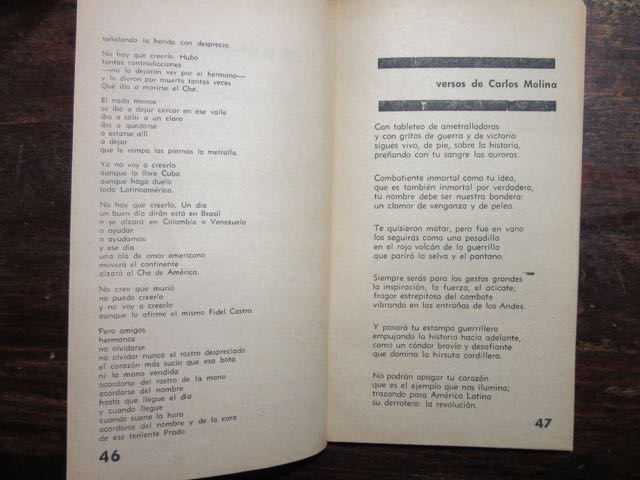 señalando la herida con desprecio.
No hay que creerlo. Hubo
tantas contradicciones
—no lo dejaron ver por el hermano—
y lo dieron por muerto tantas veces
Qué iba a morirse el Che.
El nada menos
se iba a dejar cercar en ese valle
iba a salir a un claro
iba a quedarse
a estarse allí
a dejar
que le rompa las piernas la metralla.
Yo no voy a creerlo
aunque la llore Cuba
aunque haga duelo
toda Latinoamérica.
No hay que creerlo. Un día
un buen día dirán está en Brasil
o se alzará en Colombia o Venezuela
a ayudar
a ayudarnos
y ese día
una ola de amor americano
moverá el continente
alzará al Che de América.
No creo que murió
no puedo creerlo
y no voy a creerlo
aunque lo afirme el mismo Fidel Castro.
Pero amigos
hermanos
no olvidarse
no olvidar nunca el rostro despreciado
el corazón más sucio que esa bota
ni la mano vendida
acordarse del rostro de la mano
acordarse del nombre
hasta que llegue el día
y cuando llegue
cuando suene la hora
acordarse del nombre y de la cara
de ese teniente Prado.
46
versos de Carlos Molina
Con tableteo de ametralladoras
y con gritos de guerra y de victoria
sigues vivo, de pie, sobre la historia,
preñando con tu sangre las auroras.
Combatiente inmortal como tu idea,
que es también inmortal por verdadera,
tu nombre debe ser nuestra bandera:
un clamor de venganza y de pelea.
Te quisieron matar, pero fue en vano
los seguirás como una pesadilla
en el rojo volcán de la guerrilla
que parirá la selva y el pantano.
Siempre serás para los gestos grandes
la inspiración, la fuerza, el acicate;
fragor estrepitoso del combate
vibrando en las entrañas de los Andes.
Y pasará tu estampa guerrillera
empujando la historia hacia adelante,
como un cóndor bravío y desafiante
que domina la hirsuta cordillera.
No podrán apagar tu corazón
que es el ejemplo que nos ilumina;
trazando para América Latina
su derrotero: la revolución.
47